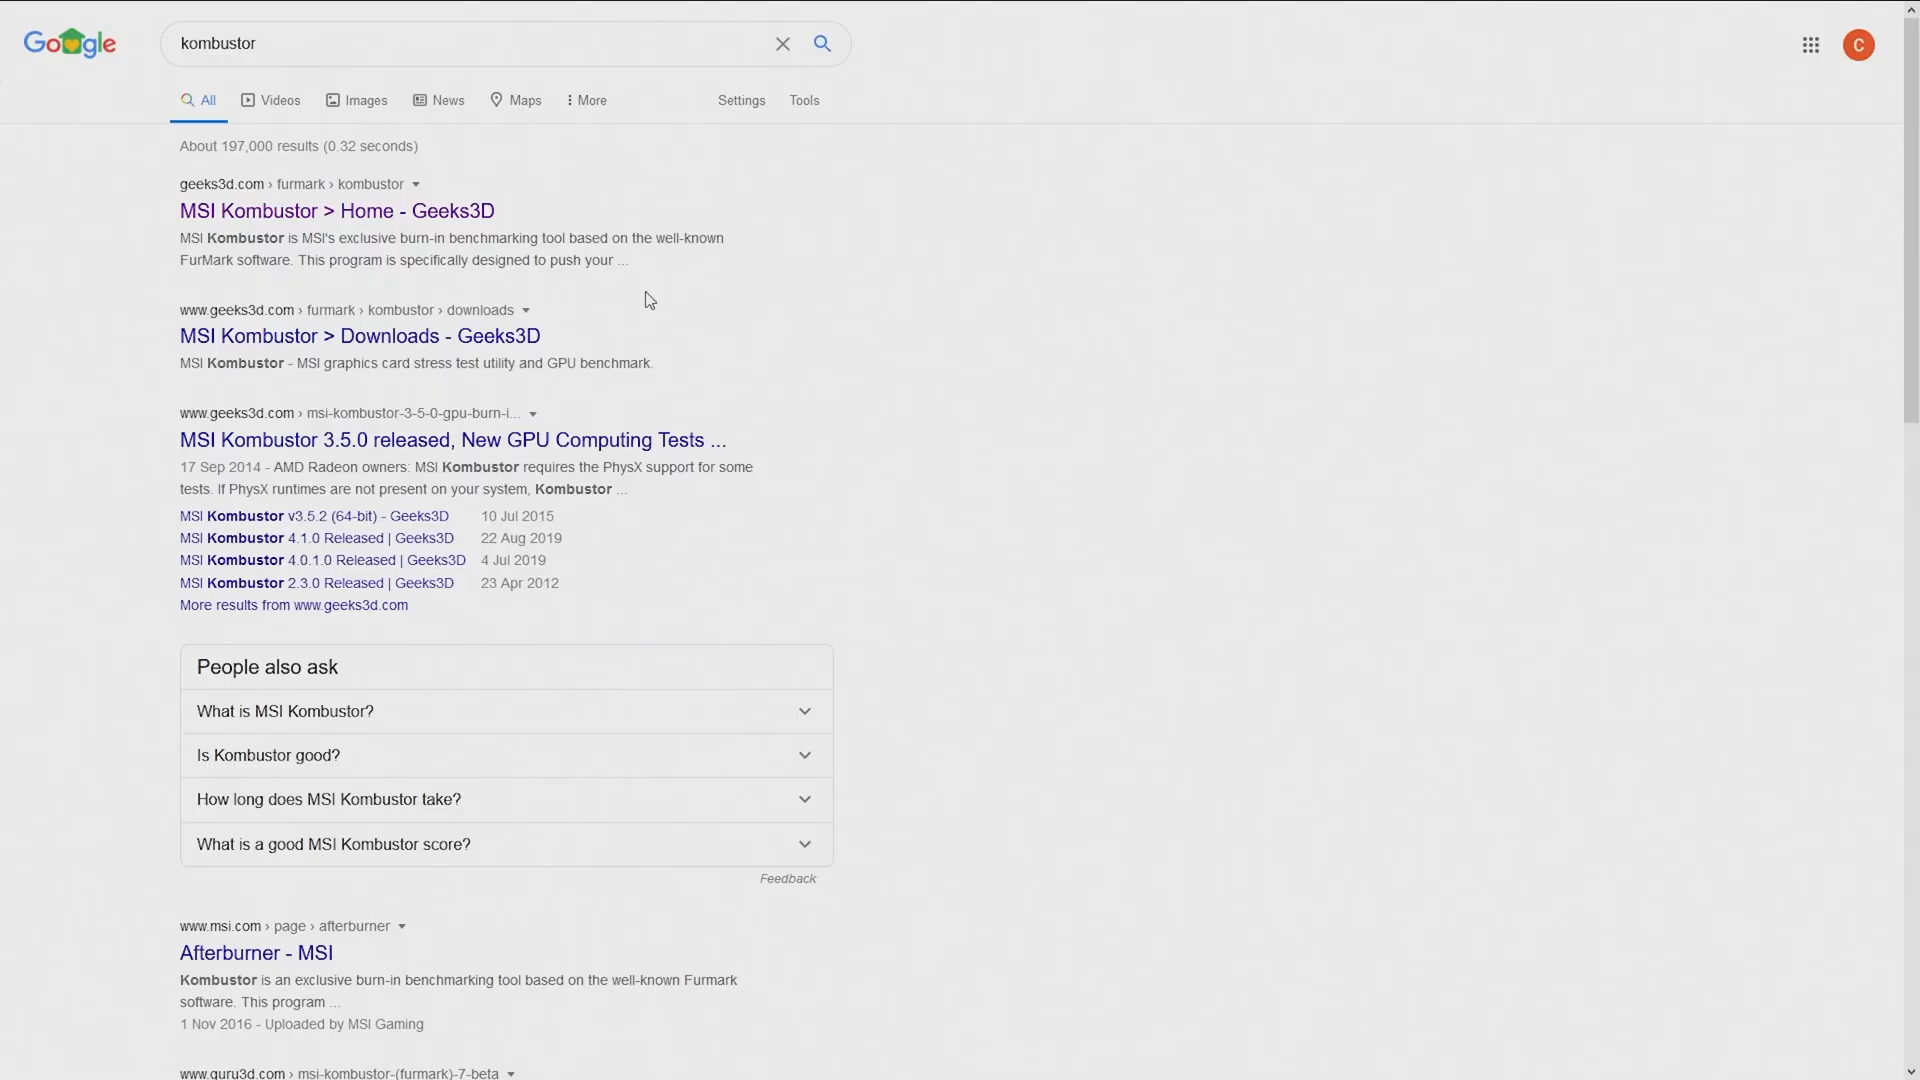 Google
kombustor
All Videos Images News Maps More Settings Tools
About 197,000 results (0.32 seconds)
geeks3d.com › furmark › kombustor
MSI Kombustor > Home - Geeks3D
MSI Kombustor is MSI's exclusive burn-in benchmarking tool based on the well-known
FurMark software. This program is specifically designed to push your ...
www.geeks3d.com › furmark › kombustor › downloads
MSI Kombustor > Downloads - Geeks3D
MSI Kombustor - MSI graphics card stress test utility and GPU benchmark.
www.geeks3d.com › msi-kombustor-3-5-0-gpu-burn-i...
MSI Kombustor 3.5.0 released, New GPU Computing Tests ...
17 Sep 2014 - AMD Radeon owners: MSI Kombustor requires the PhysX support for some
tests. If PhysX runtimes are not present on your system, Kombustor ...
MSI Kombustor v3.5.2 (64-bit) - Geeks3D 10 Jul 2015
MSI Kombustor 4.1.0 Released | Geeks3D 22 Aug 2019
MSI Kombustor 4.0.1.0 Released | Geeks3D 4 Jul 2019
MSI Kombustor 2.3.0 Released | Geeks3D 23 Apr 2012
More results from www.geeks3d.com
People also ask
What is MSI Kombustor?
Is Kombustor good?
How long does MSI Kombustor take?
What is a good MSI Kombustor score?
Feedback
www.msi.com › page › afterburner
Afterburner - MSI
Kombustor is an exclusive burn-in benchmarking tool based on the well-known Furmark
software. This program ...
1 Nov 2016 - Uploaded by MSI Gaming
www.guru3d.com › msi-kombustor-(furmark)-7-beta
C